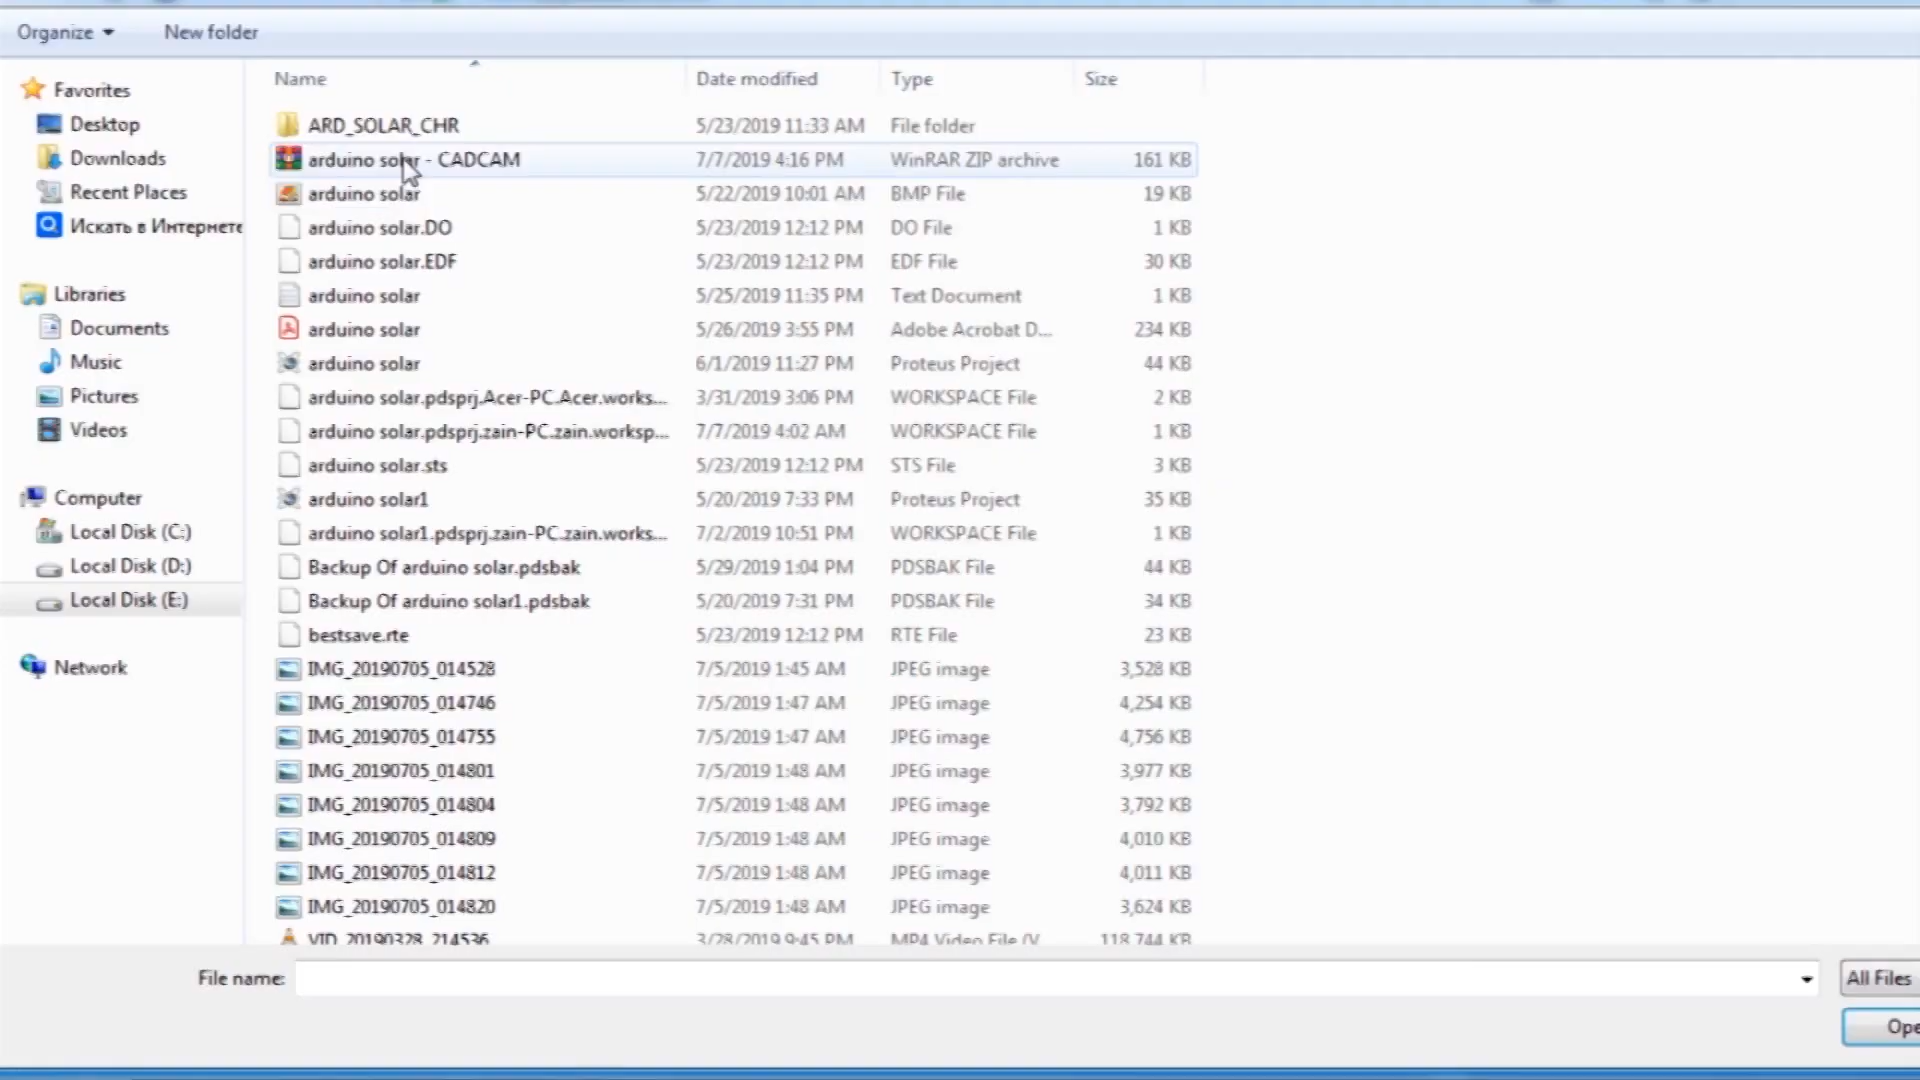 Organize New folder
Name Date modified Type Size
Favorites
Desktop
Downloads
Recent Places
Искать в Интернете
Libraries
Documents
Music
Pictures
Videos
Computer
Local Disk (C:)
Local Disk (D:)
Local Disk (E:)
Network
ARD_SOLAR_CHR 5/23/2019 11:33 AM File folder
arduino solar - CADCAM 7/7/2019 4:16 PM WinRAR ZIP archive 161 KB
arduino solar 5/22/2019 10:01 AM BMP File 19 KB
arduino solar.DO 5/23/2019 12:12 PM DO File 1 KB
arduino solar.EDF 5/23/2019 12:12 PM EDF File 30 KB
arduino solar 5/25/2019 11:35 PM Text Document 1 KB
arduino solar 5/26/2019 3:55 PM Adobe Acrobat D... 234 KB
arduino solar 6/1/2019 11:27 PM Proteus Project 44 KB
arduino solar.pdsprj.Acer-PC.Acer.works... 3/31/2019 3:06 PM WORKSPACE File 2 KB
arduino solar.pdsprj.zain-PC.zain.worksp... 7/7/2019 4:02 AM WORKSPACE File 1 KB
arduino solar.sts 5/23/2019 12:12 PM STS File 3 KB
arduino solar1 5/20/2019 7:33 PM Proteus Project 35 KB
arduino solar1.pdsprj.zain-PC.zain.works... 7/2/2019 10:51 PM WORKSPACE File 1 KB
Backup Of arduino solar.pdsbak 5/29/2019 1:04 PM PDSBAK File 44 KB
Backup Of arduino solar1.pdsbak 5/20/2019 7:31 PM PDSBAK File 34 KB
bestsave.rte 5/23/2019 12:12 PM RTE File 23 KB
IMG_20190705_014528 7/5/2019 1:45 AM JPEG image 3,528 KB
IMG_20190705_014746 7/5/2019 1:47 AM JPEG image 4,254 KB
IMG_20190705_014755 7/5/2019 1:47 AM JPEG image 4,756 KB
IMG_20190705_014801 7/5/2019 1:48 AM JPEG image 3,977 KB
IMG_20190705_014804 7/5/2019 1:48 AM JPEG image 3,792 KB
IMG_20190705_014809 7/5/2019 1:48 AM JPEG image 4,010 KB
IMG_20190705_014812 7/5/2019 1:48 AM JPEG image 4,011 KB
IMG_20190705_014820 7/5/2019 1:48 AM JPEG image 3,624 KB
VID_20190328_214536 3/28/2019 9:45 PM MP4 Video File (V 118,744 KB
File name: All Files
Ope